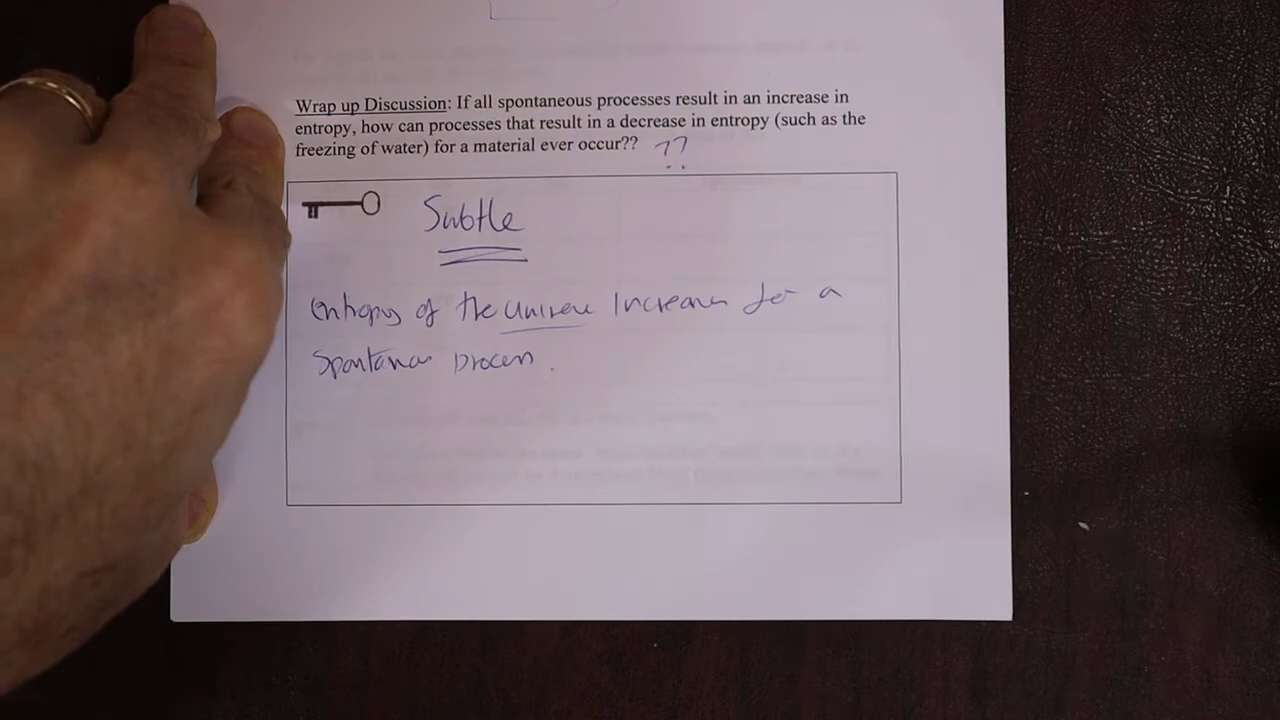 Wrap up Discussion: If all spontaneous processes result in an increase in
entropy, how can processes that result in a decrease in entropy (such as the
freezing of water) for a material ever occur?? ??
Subtle
Entropy of the Universe Increases for a
Spontaneous process.